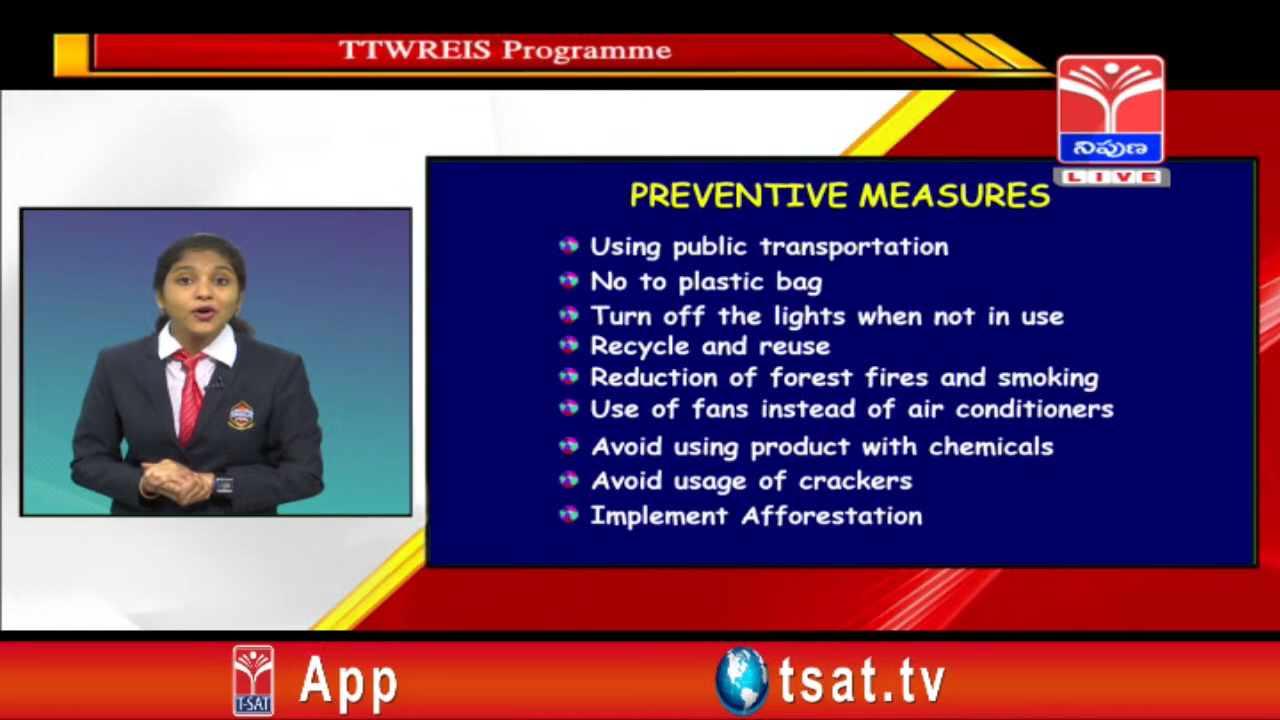 TTWREIS Programme
నిపుణ
LIVE
PREVENTIVE MEASURES
Using public transportation
No to plastic bag
Turn off the lights when not in use
Recycle and reuse
Reduction of forest fires and smoking
Use of fans instead of air conditioners
Avoid using product with chemicals
Avoid usage of crackers
Implement Afforestation
T-SAT
App
tsat.tv